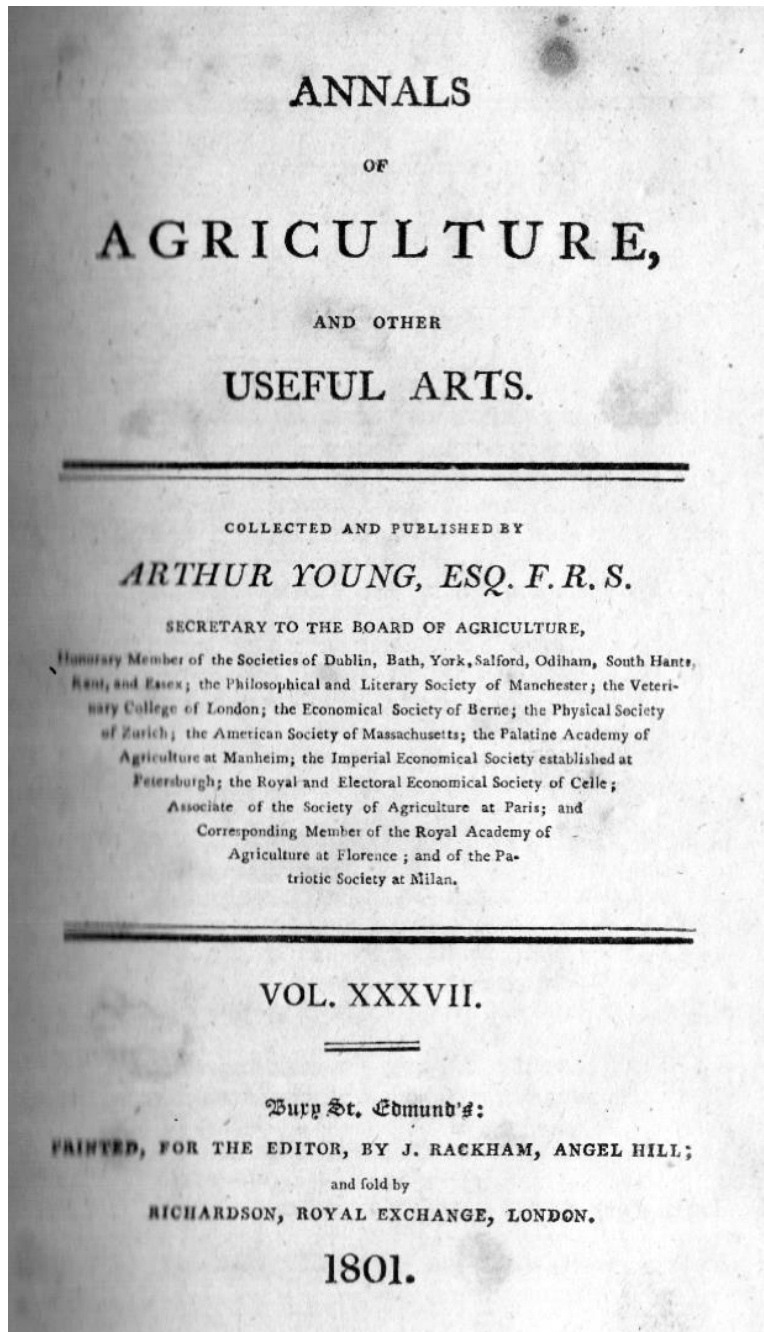 ANNALS
OF
AGRICULTURE,
AND OTHER
USEFUL ARTS.
COLLECTED AND PUBLISHED BY
ARTHUR YOUNG, ESQ. F. R. S.
SECRETARY TO THE BOARD OF AGRICULTURE,
Honorary Member of the Societies of Dublin, Bath, York, Salford, Odiham, South Hants,
Kent, and Essex; the Philosophical and Literary Society of Manchester; the Veteri-
nary College of London; the Economical Society of Berne; the Physical Society
of Zurich; the American Society of Massachusetts; the Palatine Academy of
Agriculture at Manheim; the Imperial Economical Society established at
Petersburgh; the Royal and Electoral Economical Society of Celle;
Associate of the Society of Agriculture at Paris; and
Corresponding Member of the Royal Academy of
Agriculture at Florence; and of the Pa-
triotic Society at Milan.
VOL. XXXVII.
Bury St. Edmund's:
PRINTED, FOR THE EDITOR, BY J. RACKHAM, ANGEL HILL;
and ſold by
RICHARDSON, ROYAL EXCHANGE, LONDON.
1801.